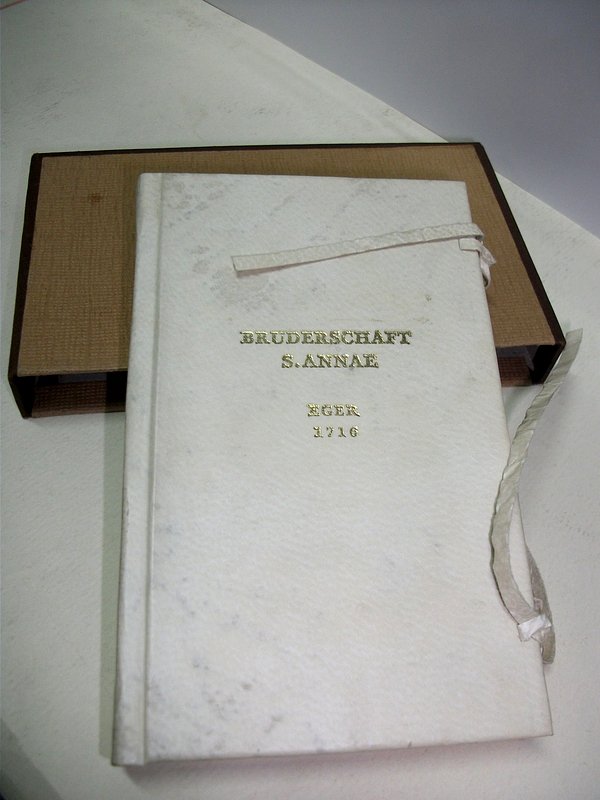 BRUDERSCHAFT
S. ANNAE
EGER
1716